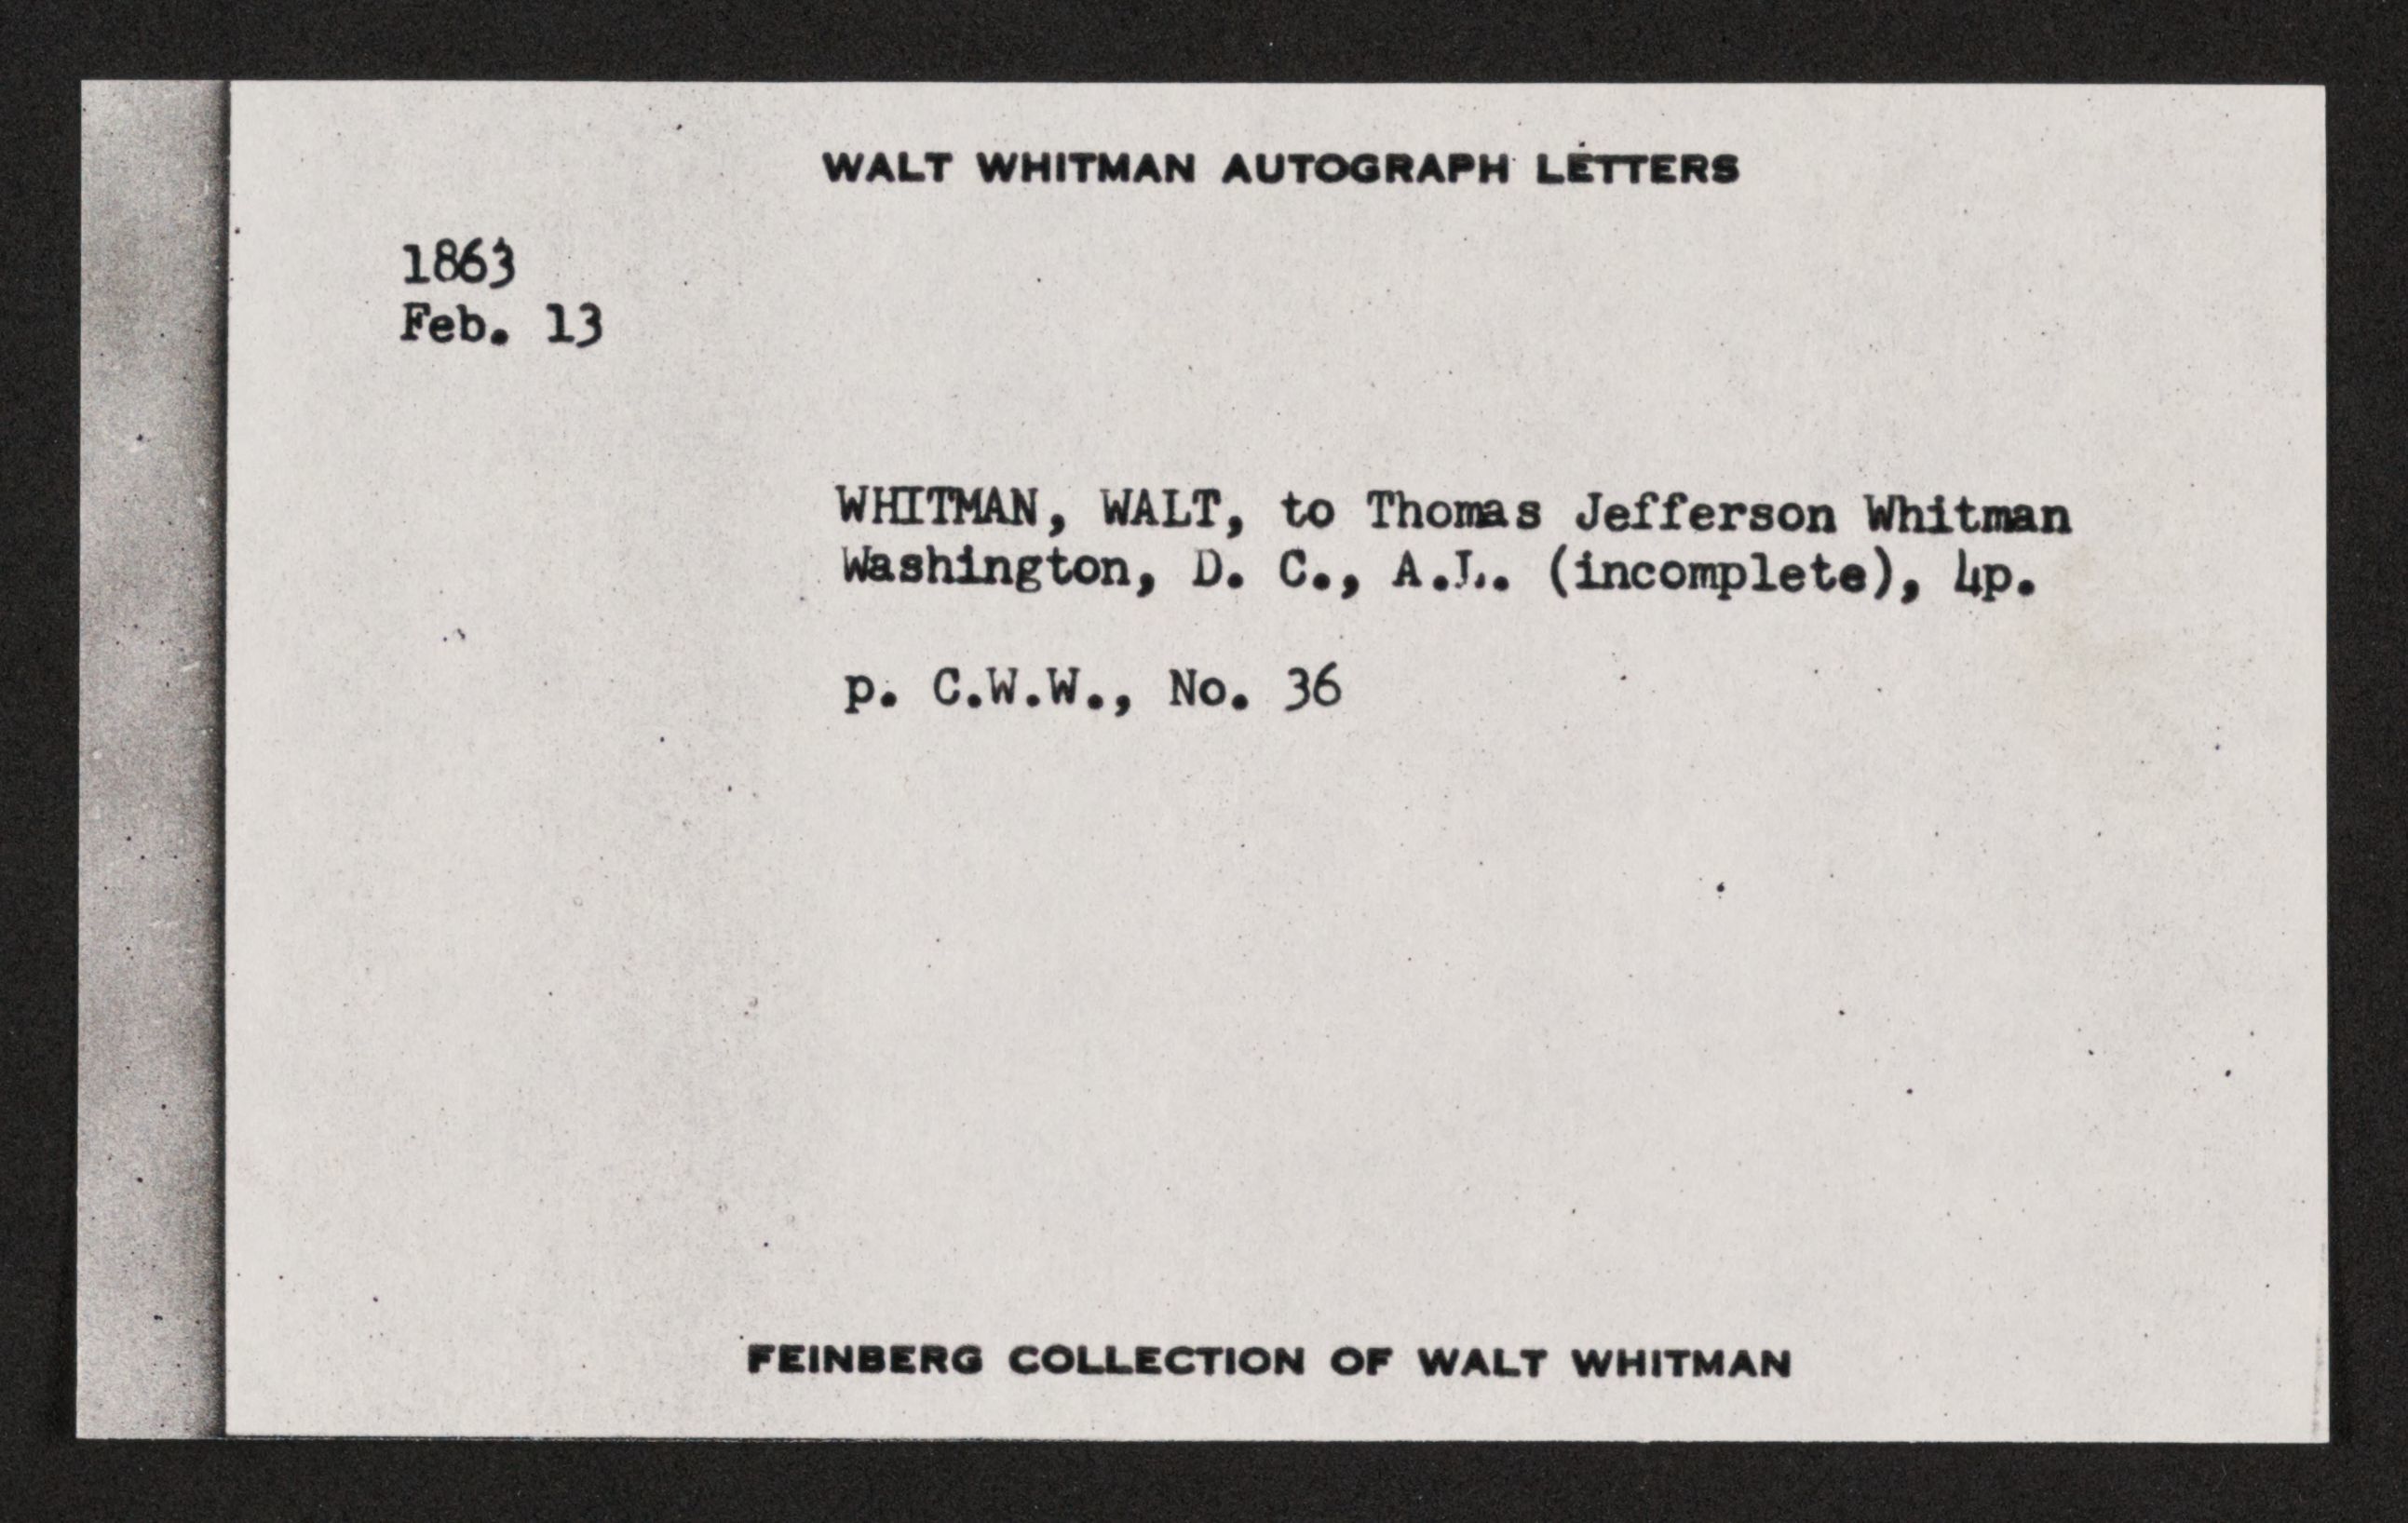 WALT WHITMAN AUTOGRAPH LETTERS
1863
Feb. 13
WHITMAN, WALT, to Thomas Jefferson Whitman
Washington, D. C., A.L. (incomplete), 4p.
p. C.W.W., No. 36
FEINBERG COLLECTION OF WALT WHITMAN